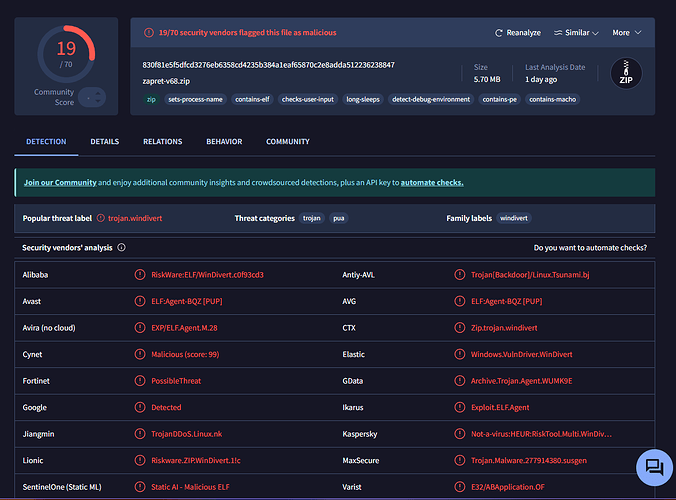 19
/ 70
Community
Score
19/70 security vendors flagged this file as malicious
Reanalyze
Similar
More
830f81e5f5dfcd3276eb6358cd4235b384a1eaf65870c2e8adda512236238847
zapret-v68.zip
Size
5.70 MB
Last Analysis Date
1 day ago
ZIP
zip sets-process-name contains-elf checks-user-input long-sleeps detect-debug-environment contains-pe contains-macho
DETECTION DETAILS RELATIONS BEHAVIOR COMMUNITY
Join our Community and enjoy additional community insights and crowdsourced detections, plus an API key to automate checks.
Popular threat label trojan.windivert Threat categories trojan pua Family labels windivert
Security vendors' analysis Do you want to automate checks?
Alibaba RiskWare:ELF/WinDivert.c0f93cd3 Antiy-AVL Trojan[Backdoor]/Linux.Tsunami.bj
Avast ELF:Agent-BQZ [PUP] AVG ELF:Agent-BQZ [PUP]
Avira (no cloud) EXP/ELF.Agent.M.28 CTX Zip.trojan.windivert
Cynet Malicious (score: 99) Elastic Windows.VulnDriver.WinDivert
Fortinet PossibleThreat GData Archive.Trojan.Agent.WUMK9E
Google Detected Ikarus Exploit.ELF.Agent
Jiangmin TrojanDDoS.Linux.nk Kaspersky Not-a-virus:HEUR:RiskTool.Multi.WinDiv...
Lionic Riskware.ZIP.WinDivert.1!c MaxSecure Trojan.Malware.277914380.susgen
SentinelOne (Static ML) Static AI - Malicious ELF Varist E32/ABApplication.OF